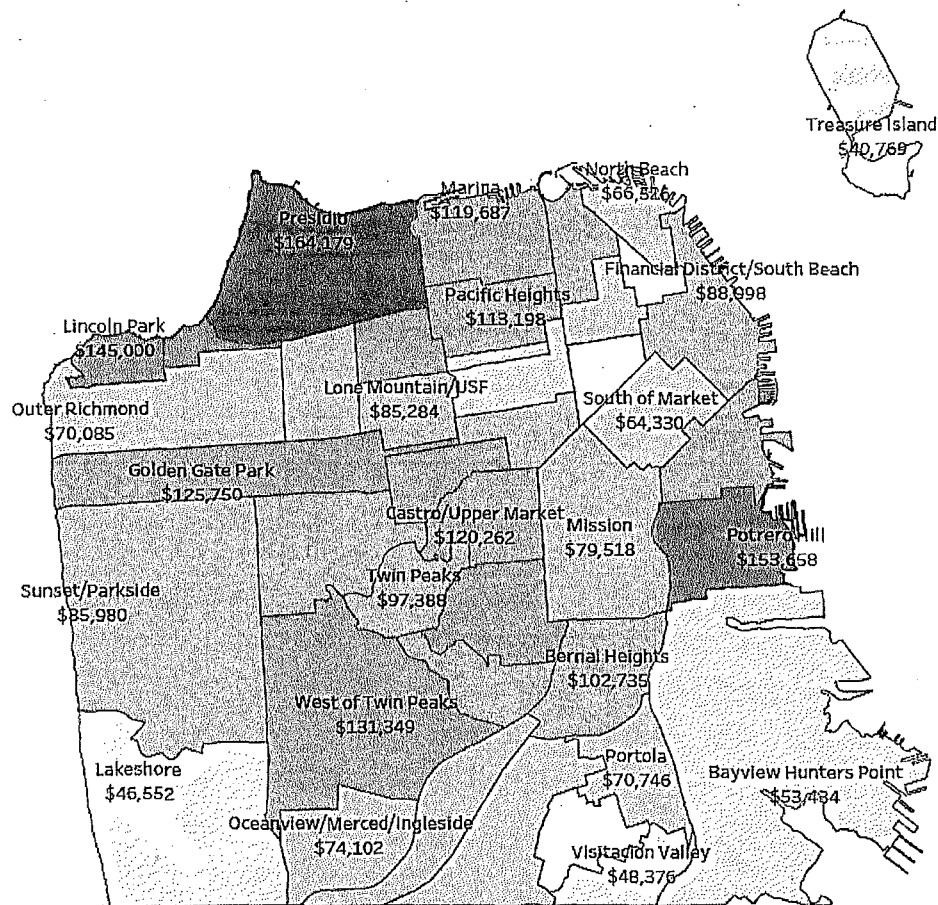 Treasure Island
$40,769
North Beach
$66,526
Marina
$119,687
Presidio
$164,179
Financial District/South Beach
$88,998
Pacific Heights
$113,198
Lincoln Park
$145,000
Lone Mountain/USF
$85,284
South of Market
$64,330
Outer Richmond
$70,085
Golden Gate Park
$125,750
Castro/Upper Market
$120,262
Mission
$79,518
Potrero Hill
$153,658
Twin Peaks
$97,388
Sunset/Parkside
$85,980
Bernal Heights
$102,735
West of Twin Peaks
$131,349
Portola
$70,746
Lakeshore
$46,552
Bayview Hunters Point
$53,434
Oceanview/Merced/Ingleside
$74,102
Visitacion Valley
$48,376